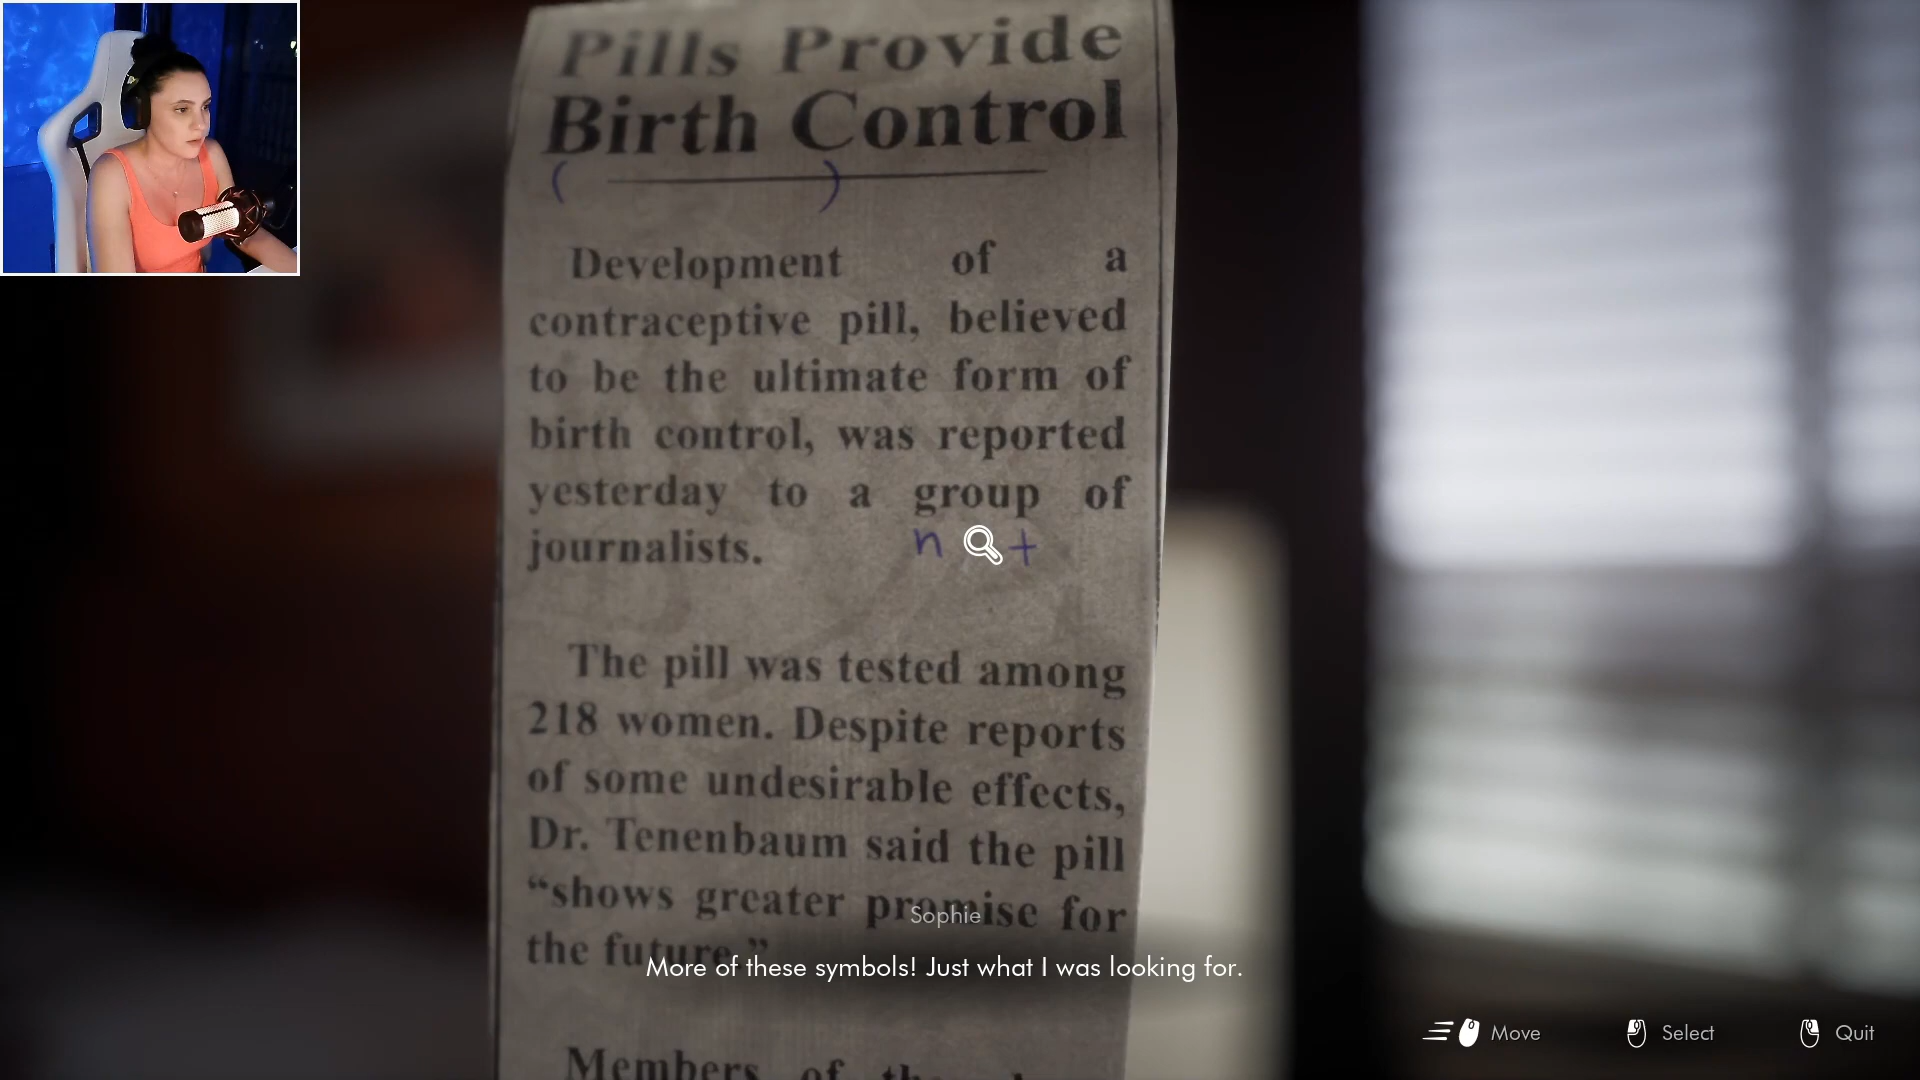 Pills Provide
Birth Control
( )
Development of a
contraceptive pill, believed
to be the ultimate form of
birth control, was reported
yesterday to a group of
journalists. n +
The pill was tested among
218 women. Despite reports
of some undesirable effects,
Dr. Tenenbaum said the pill
“shows greater promise for
the future.”
Sophie
More of these symbols! Just what I was looking for.
Members of
Move Select Quit